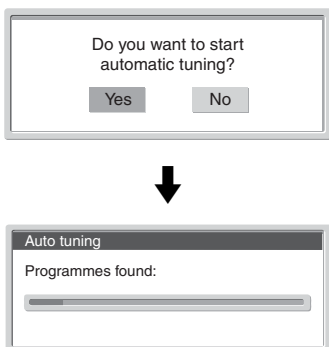 Do you want to start
automatic tuning?
Yes
No
Auto tuning
Programmes found: